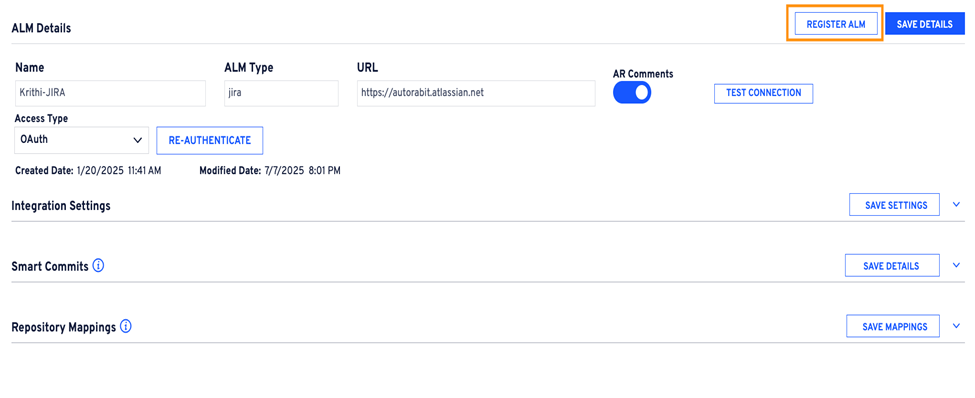 ALM Details
REGISTER ALM
SAVE DETAILS
Name
ALM Type
URL
AR Comments
Krithi-JIRA
jira
https://autorabit.atlassian.net
TEST CONNECTION
Access Type
OAuth
RE-AUTHENTICATE
Created Date: 1/20/2025 11:41 AM
Modified Date: 7/7/2025 8:01 PM
Integration Settings
SAVE SETTINGS
Smart Commits
SAVE DETAILS
Repository Mappings
SAVE MAPPINGS